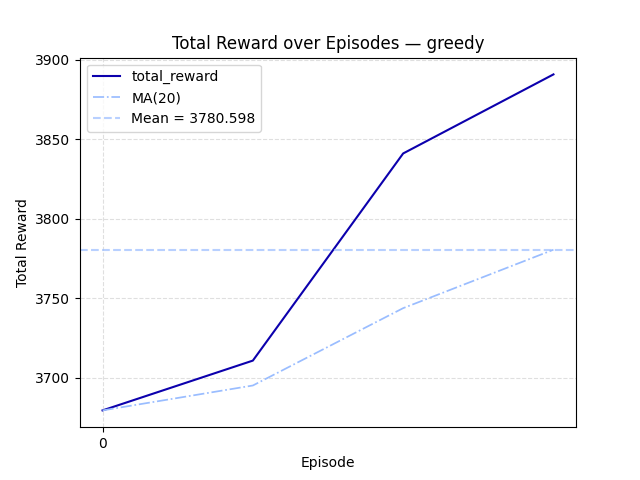 Total Reward over Episodes — greedy
total_reward
MA(20)
Mean = 3780.598
Total Reward
3900
3850
3800
3750
3700
0
Episode